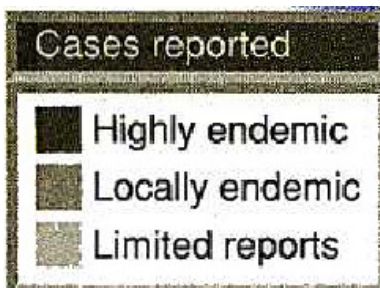 Cases reported
Highly endemic
Locally endemic
Limited reports